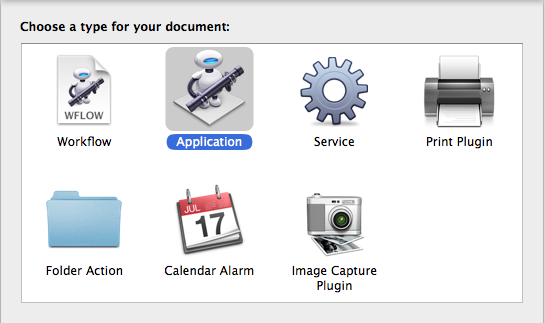 Choose a type for your document:
WFLOW
Workflow
Application
Service
Print Plugin
JUL
17
Folder Action
Calendar Alarm
Image Capture
Plugin